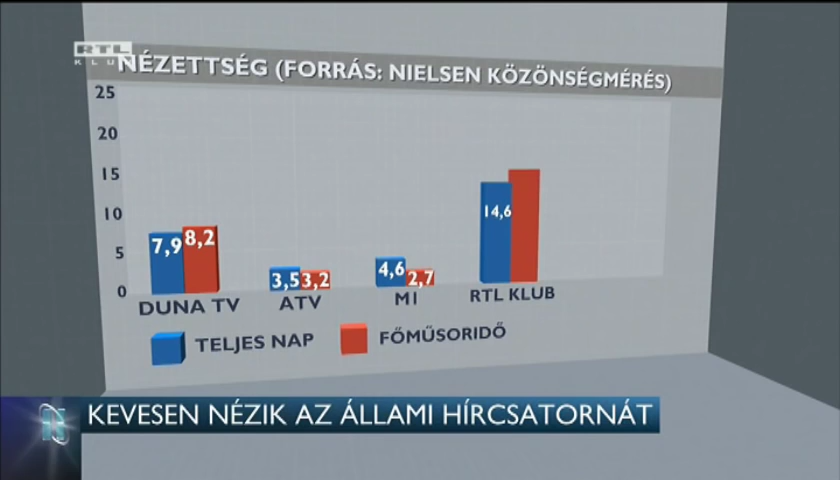 RTL
KLUB
NÉZETTSÉG (FORRÁS: NIELSEN KÖZÖNSÉGMÉRÉS)
25
20
15
10
5
0
7,9 8,2
3,5 3,2
4,6 2,7
14,6
DUNA TV ATV M1 RTL KLUB
TELJES NAP FŐMŰSORIDŐ
KEVESEN NÉZIK AZ ÁLLAMI HÍRCSATORNÁT